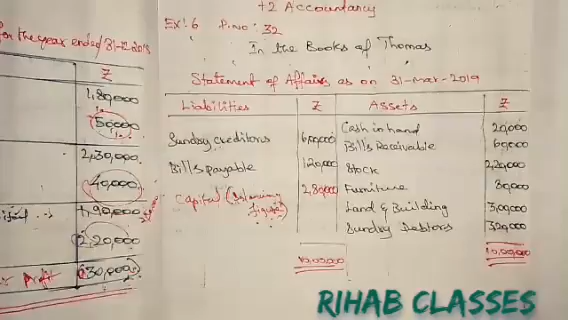 +2 Accountancy
for the year ended 31-12-2018
Ex: 6 P.no: 32
In the Books of Thomas
Statement of Affairs as on 31-Mar-2019
₹
1,80,000
50,000
2,30,000
40,000
1,90,000
2,20,000
30,000
Liabilities ₹ Assets ₹
Cash in hand 20,000
Sundry creditors 6,00,000 Bills Receivable 60,000
Bills payable 1,20,000 Stock 2,20,000
Capital (Balancing figure) 2,80,000 Furniture 80,000
Land & Building 3,00,000
Sundry Debtors 3,20,000
10,00,000 10,00,000
RIHAB CLASSES